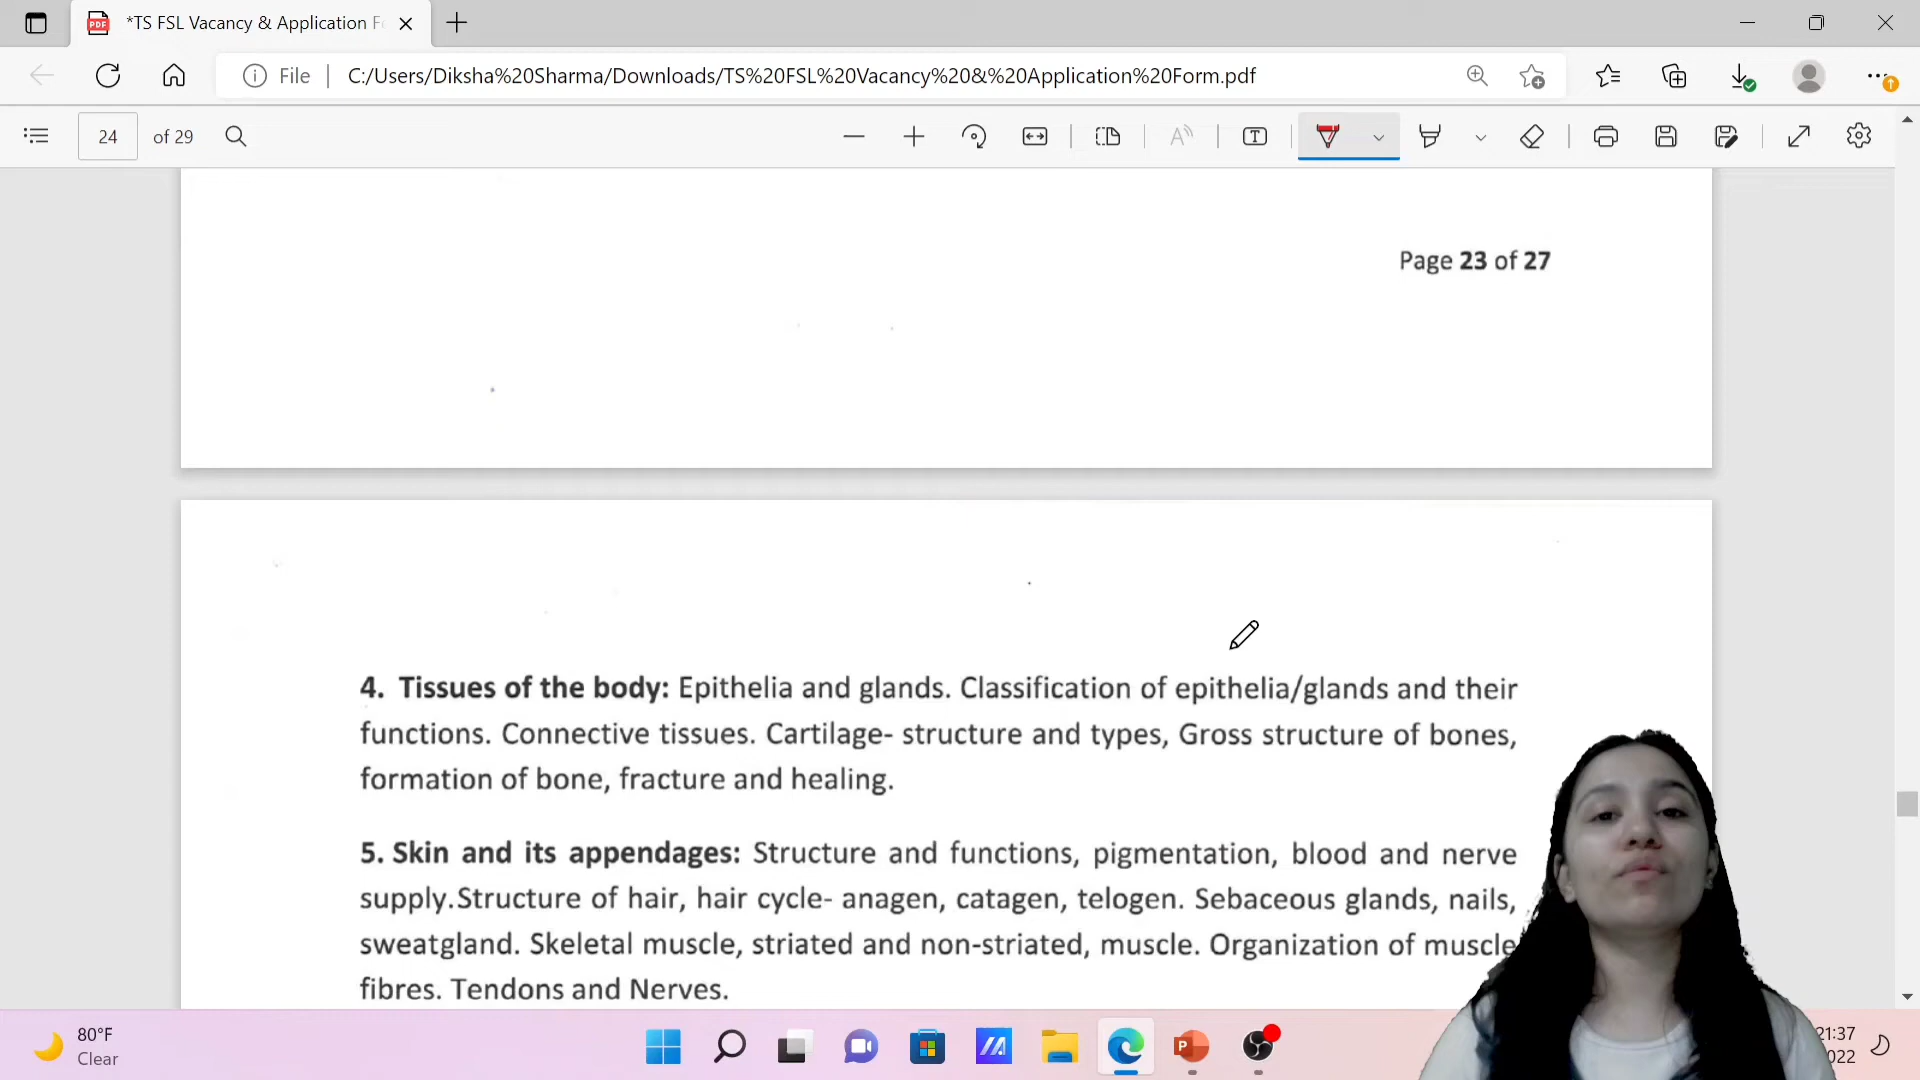 *TS FSL Vacancy & Application F
File
C:/Users/Diksha%20Sharma/Downloads/TS%20FSL%20Vacancy%20&%20Application%20Form.pdf
24 of 29
Page 23 of 27
4. Tissues of the body: Epithelia and glands. Classification of epithelia/glands and their
functions. Connective tissues. Cartilage- structure and types, Gross structure of bones,
formation of bone, fracture and healing.
5. Skin and its appendages: Structure and functions, pigmentation, blood and nerve
supply.Structure of hair, hair cycle- anagen, catagen, telogen. Sebaceous glands, nails,
sweatgland. Skeletal muscle, striated and non-striated, muscle. Organization of muscle
fibres. Tendons and Nerves.
80°F
Clear
21:37
022